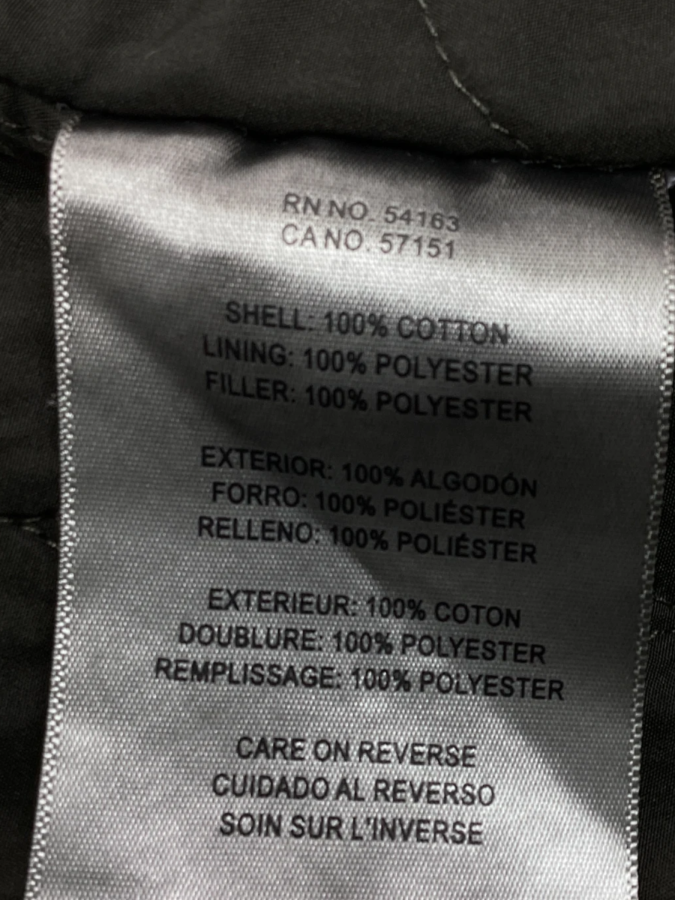 RN NO. 54163
CA NO. 57151
SHELL: 100% COTTON
LINING: 100% POLYESTER
FILLER: 100% POLYESTER
EXTERIOR: 100% ALGODÓN
FORRO: 100% POLIÉSTER
RELLENO: 100% POLIÉSTER
EXTERIEUR: 100% COTON
DOUBLURE: 100% POLYESTER
REMPLISSAGE: 100% POLYESTER
CARE ON REVERSE
CUIDADO AL REVERSO
SOIN SUR L'INVERSE